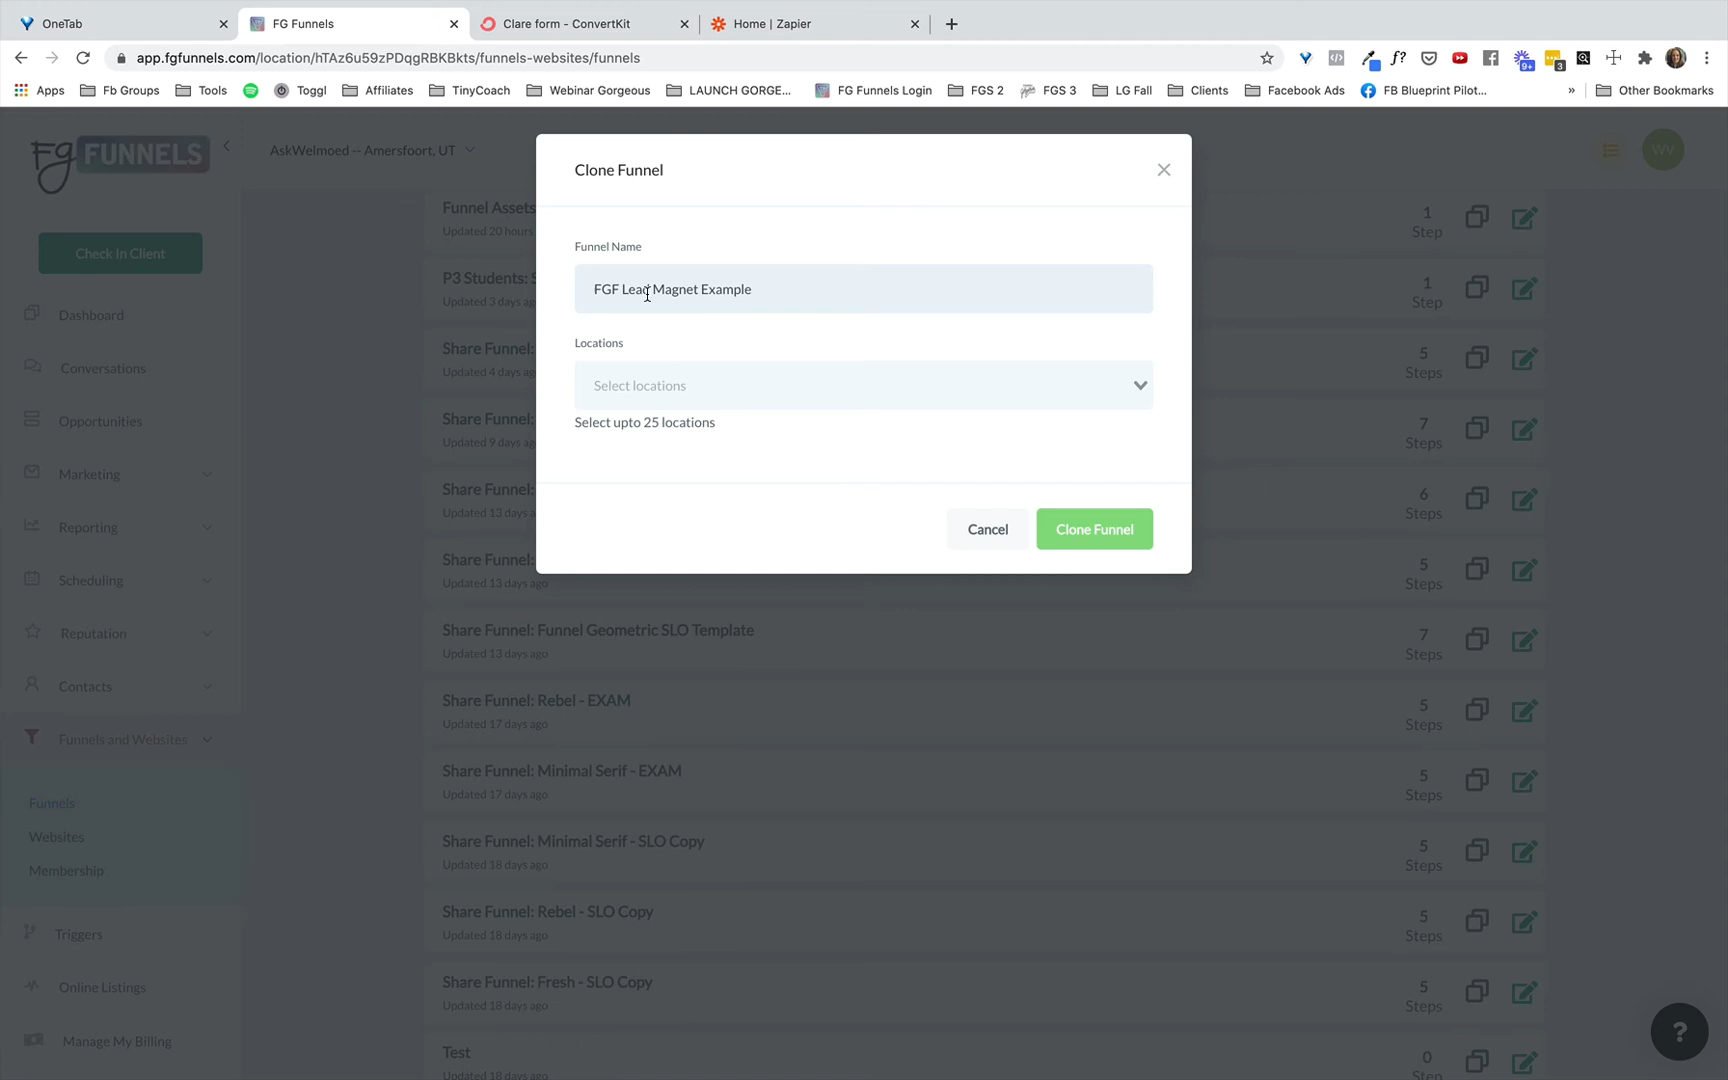 OneTab
FG Funnels
Clare form - ConvertKit
Home | Zapier
app.fgfunnels.com/location/hTAz6u59zPDqgRBKBkts/funnels-websites/funnels
f?
9+
3
Apps
Fb Groups
Tools
Toggl
Affiliates
TinyCoach
Webinar Gorgeous
LAUNCH GORGE...
FG Funnels Login
FGS 2
FGS 3
LG Fall
Clients
Facebook Ads
FB Blueprint Pilot...
»
Other Bookmarks
Fg FUNNELS
AskWelmoed -- Amersfoort, UT
WV
Check In Client
Dashboard
Conversations
Opportunities
Marketing
Reporting
Scheduling
Reputation
Contacts
Funnels and Websites
Funnels
Websites
Membership
Triggers
Online Listings
Manage My Billing
Clone Funnel
Funnel Name
FGF Lead Magnet Example
Locations
Select locations
Select upto 25 locations
Cancel
Clone Funnel
Funnel Assets
Updated 20 hours
1
Step
P3 Students: S
Updated 3 days ag
1
Step
Share Funnel:
Updated 4 days ag
5
Steps
Share Funnel:
Updated 9 days ag
7
Steps
Share Funnel:
Updated 13 days a
6
Steps
Share Funnel:
Updated 13 days ago
5
Steps
Share Funnel: Funnel Geometric SLO Template
Updated 13 days ago
7
Steps
Share Funnel: Rebel - EXAM
Updated 17 days ago
5
Steps
Share Funnel: Minimal Serif - EXAM
Updated 17 days ago
5
Steps
Share Funnel: Minimal Serif - SLO Copy
Updated 18 days ago
5
Steps
Share Funnel: Rebel - SLO Copy
Updated 18 days ago
5
Steps
Share Funnel: Fresh - SLO Copy
Updated 18 days ago
5
Steps
Test
Updated 18 days ago
0
Step
?